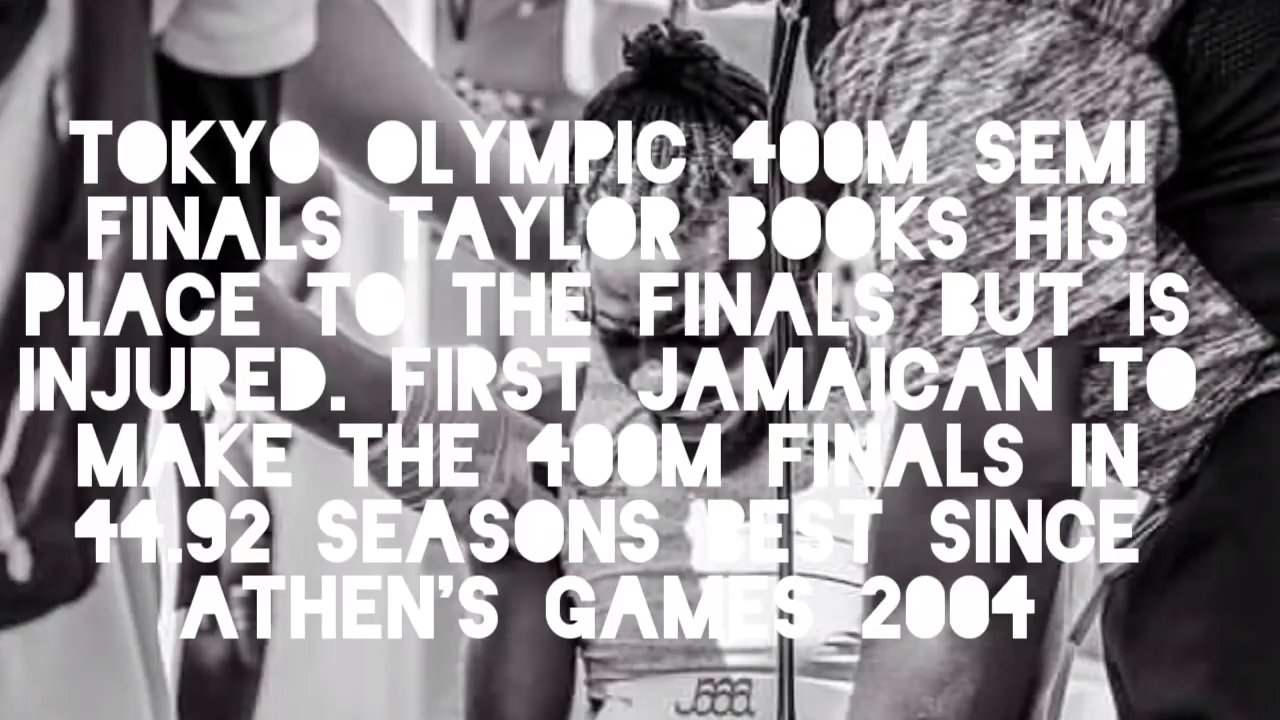 TOKYO OLYMPIC 400M SEMI
FINALS TAYLOR BOOKS HIS
PLACE TO THE FINALS BUT IS
INJURED. FIRST JAMAICAN TO
MAKE THE 400M FINALS IN
44.92 SEASONS BEST SINCE
ATHEN'S GAMES 2004